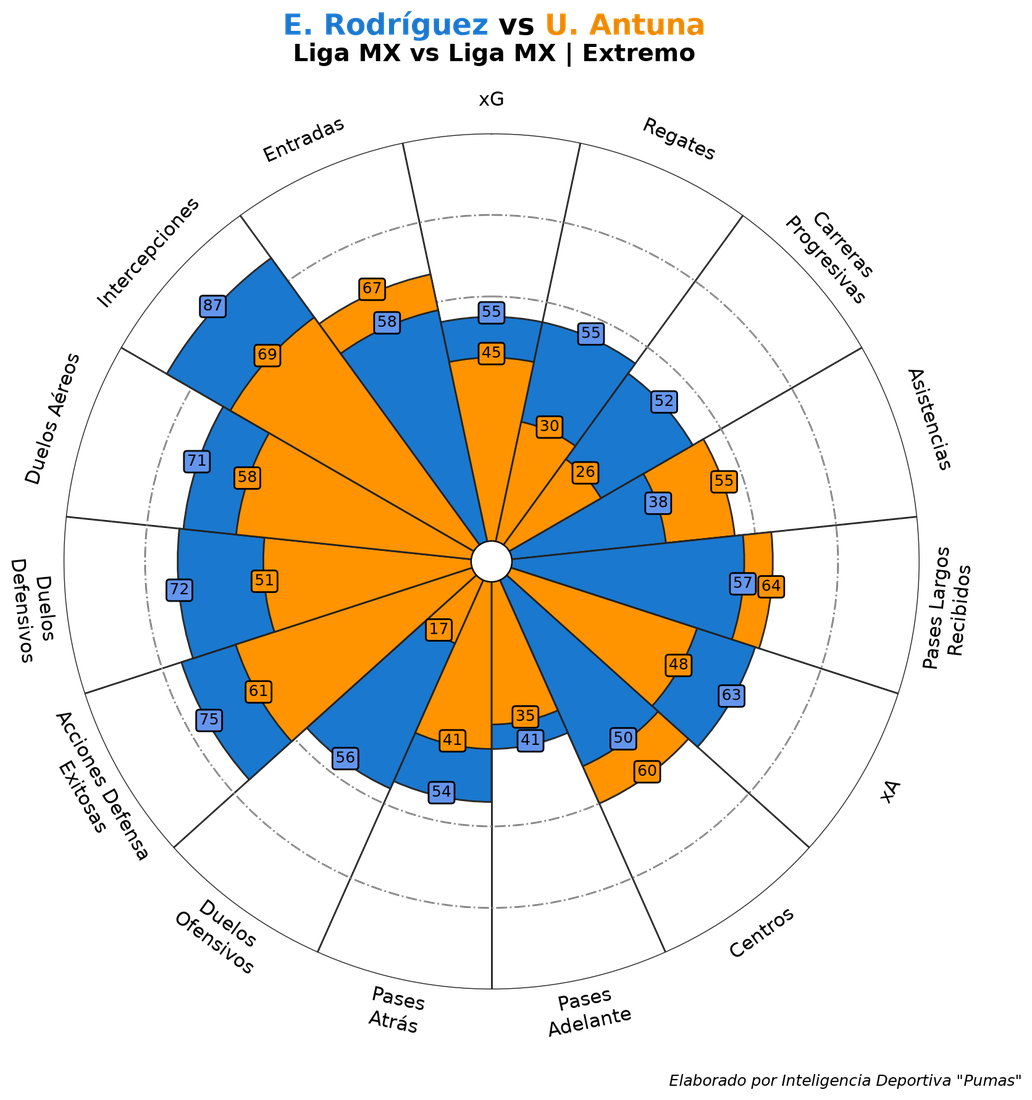 E. Rodríguez vs U. Antuna
Liga MX vs Liga MX | Extremo
xG
Regates
Carreras
Progresivas
Asistencias
Pases Largos
Recibidos
xA
Centros
Pases
Adelante
Pases
Atrás
Duelos
Ofensivos
Acciones Defensa
Exitosas
Duelos
Defensivos
Duelos Aéreos
Intercepciones
Entradas
55
45
55
30
52
26
38
55
57
64
48
63
50
60
35
41
41
54
17
56
61
75
51
72
58
71
69
87
67
58
Elaborado por Inteligencia Deportiva "Pumas"